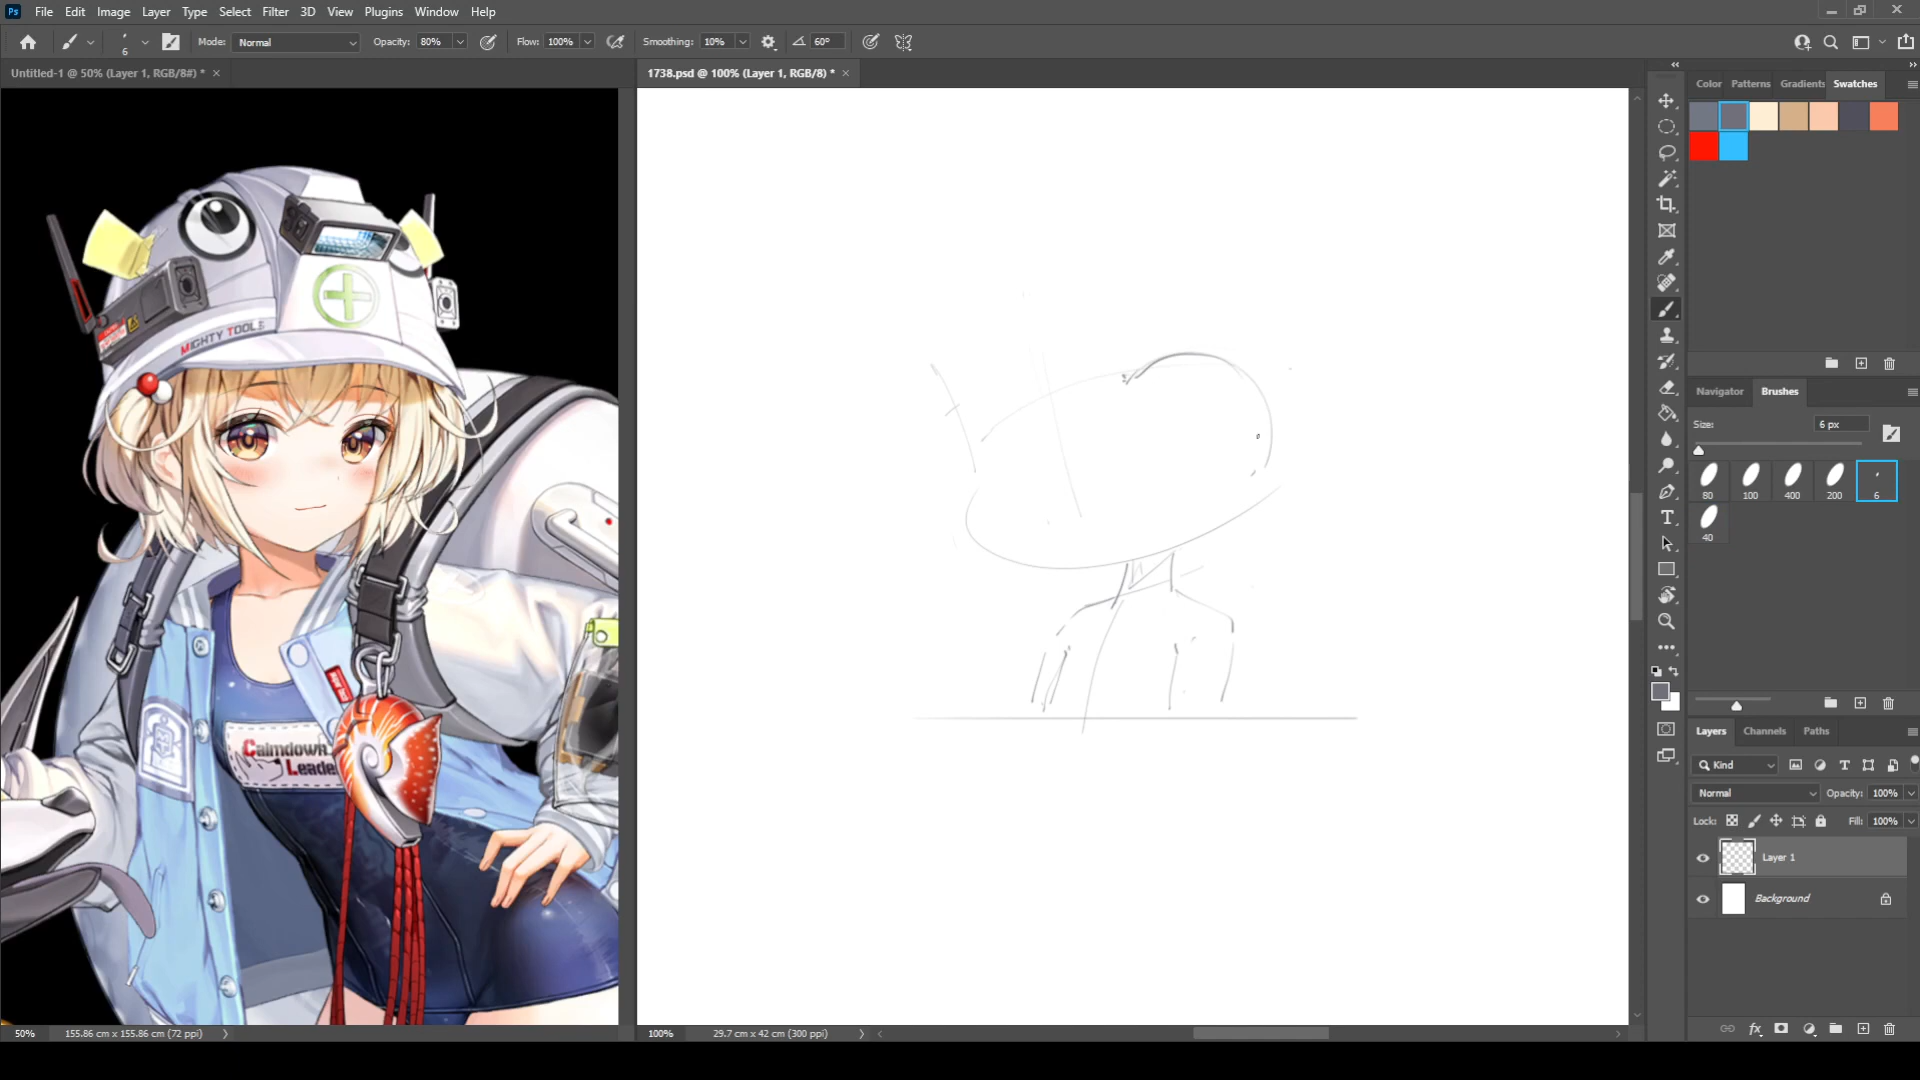 Ps File Edit Image Layer Type Select Filter 3D View Plugins Window Help
6 Mode: Normal Opacity: 80% Flow: 100% Smoothing: 10% 60°
Untitled-1 @ 50% (Layer 1, RGB/8#) * ×
1738.psd @ 100% (Layer 1, RGB/8) * ×
Color Patterns Gradients Swatches
MIGHTY TOOLS
Calmdown
Leade
Navigator Brushes
Size: 6 px
80 100 400 200 6
40
Layers Channels Paths
Kind
Normal Opacity: 100%
Lock: Fill: 100%
Layer 1
Background
50% 155.86 cm x 155.86 cm (72 ppi)
100% 29.7 cm x 42 cm (300 ppi)